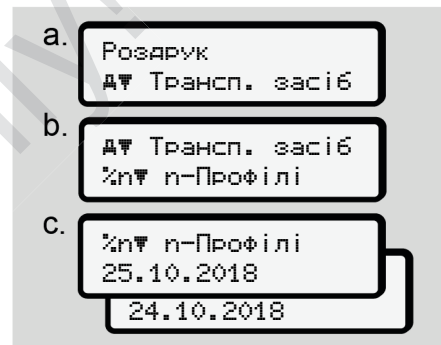 a.
Роздрук
A▼ Трансп. засіб
b.
A▼ Трансп. засіб
%n▼ n-Профілі
c.
%n▼ n-Профілі
25.10.2018
24.10.2018